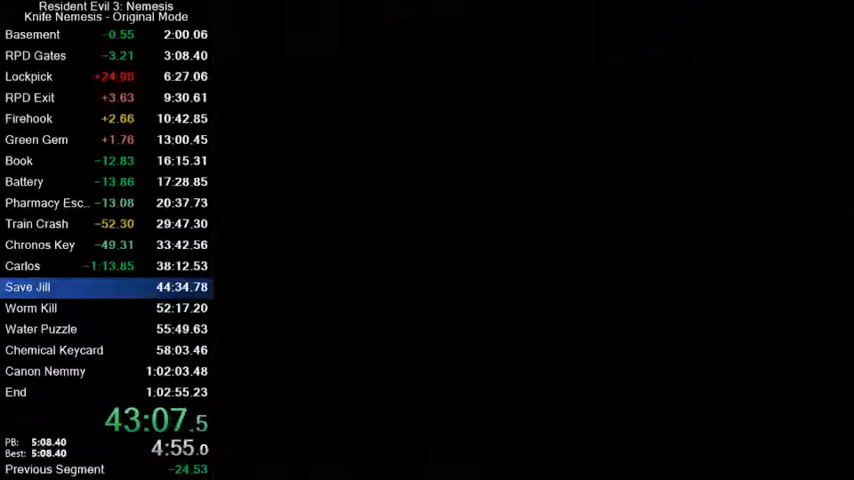 Resident Evil 3: Nemesis
Knife Nemesis - Original Mode
Basement -0.55 2:00.06
RPD Gates -3.21 3:08.40
Lockpick +24.98 6:27.06
RPD Exit +3.63 9:30.61
Firehook +2.66 10:42.85
Green Gem +1.76 13:00.45
Book -12.83 16:15.31
Battery -13.86 17:28.85
Pharmacy Esc... -13.08 20:37.73
Train Crash -52.30 29:47.30
Chronos Key -49.31 33:42.56
Carlos -1:13.85 38:12.53
Save Jill 44:34.78
Worm Kill 52:17.20
Water Puzzle 55:49.63
Chemical Keycard 58:03.46
Canon Nemmy 1:02:03.48
End 1:02:55.23
43:07.5
PB: 5:08.40 4:55.0
Best: 5:08.40
Previous Segment -24.53